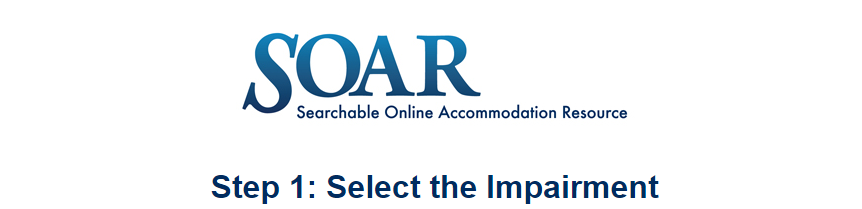 SOAR
Searchable Online Accommodation Resource
Step 1: Select the Impairment